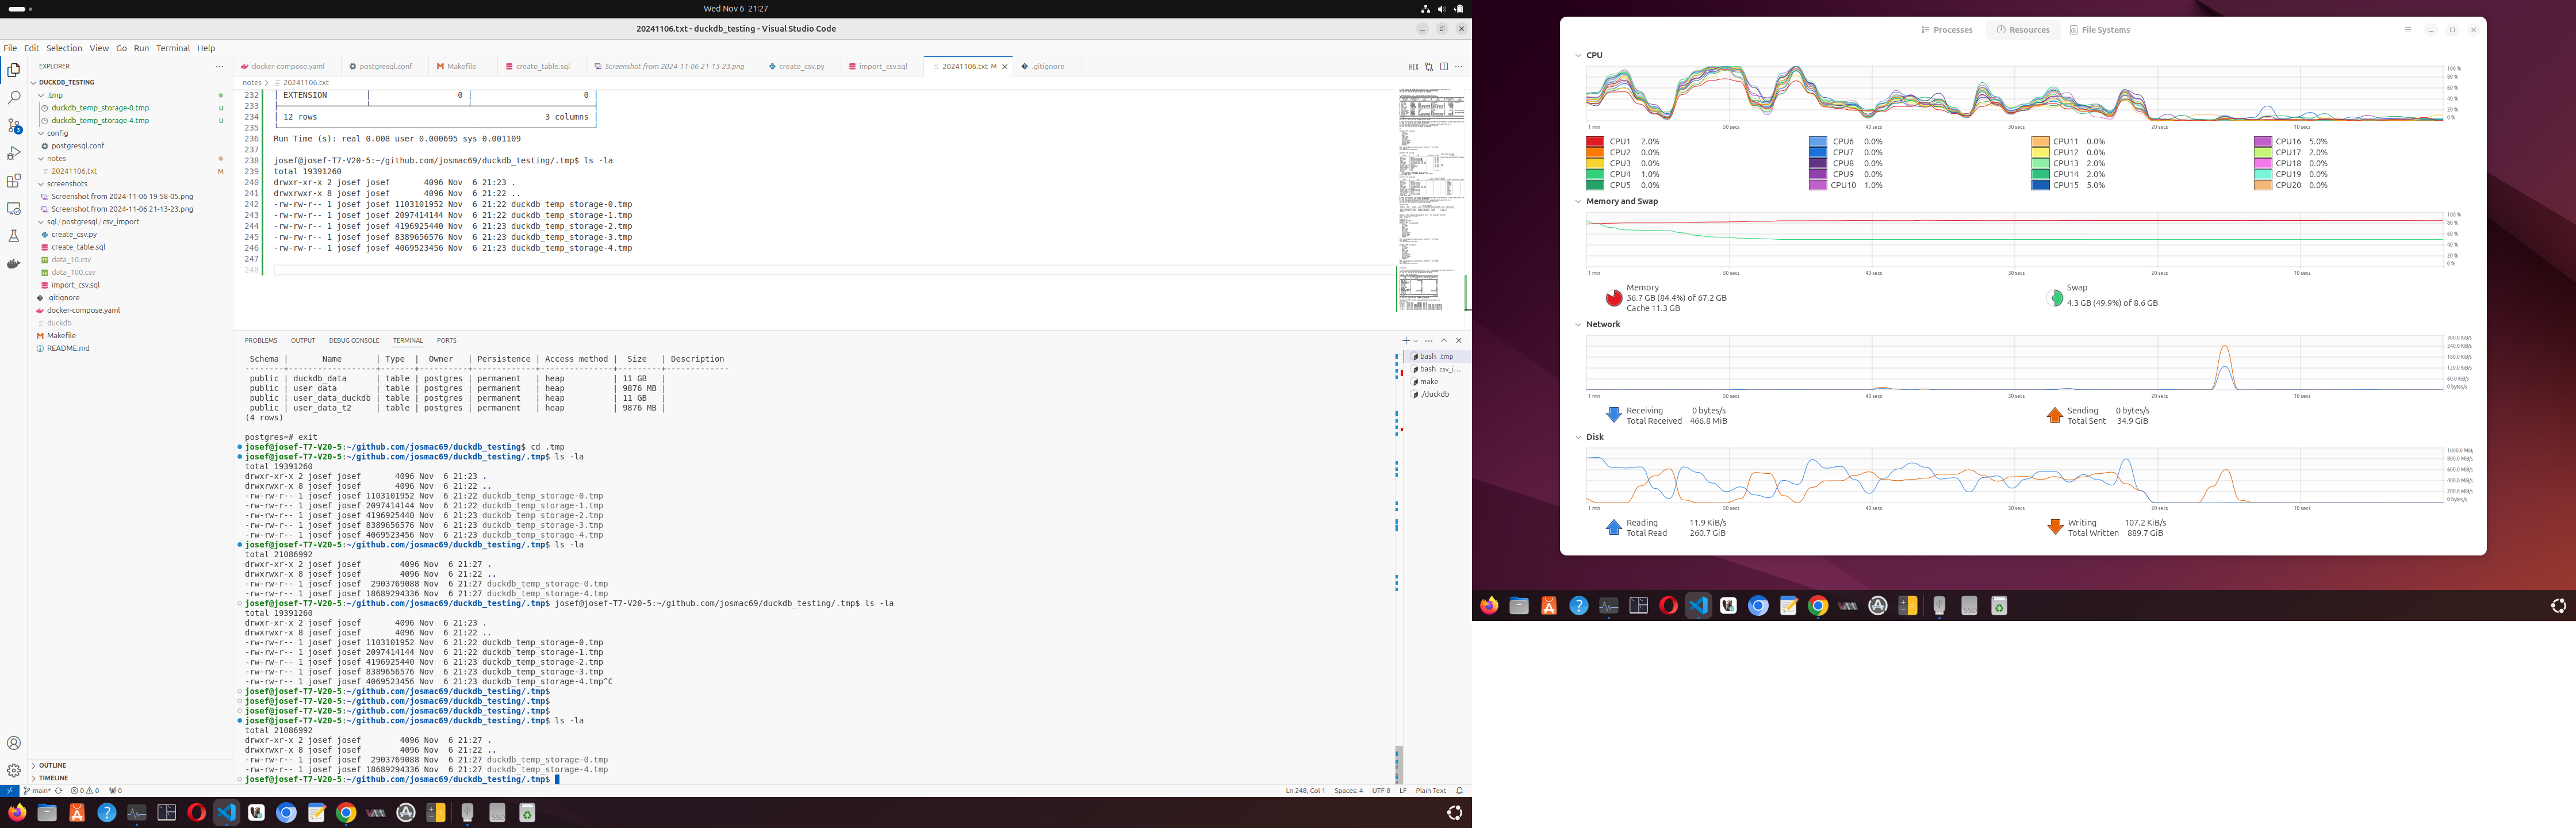 Wed Nov 6 21:27
20241106.txt - duckdb_testing - Visual Studio Code
File Edit Selection View Go Run Terminal Help
EXPLORER
DUCKDB_TESTING
.tmp
duckdb_temp_storage-0.tmp U
duckdb_temp_storage-4.tmp U
config
postgresql.conf
notes
20241106.txt M
screenshots
Screenshot from 2024-11-06 19-58-05.png
Screenshot from 2024-11-06 21-13-23.png
sql / postgresql / csv_import
create_csv.py
create_table.sql
data_10.csv
data_100.csv
import_csv.sql
.gitignore
docker-compose.yaml
duckdb
Makefile
README.md
OUTLINE
TIMELINE
docker-compose.yaml postgresql.conf Makefile create_table.sql Screenshot from 2024-11-06 21-13-23.png create_csv.py import_csv.sql 20241106.txt M .gitignore
notes > 20241106.txt
232 | EXTENSION | 0 | 0 |
233
234 | 12 rows 3 columns |
235
236 Run Time (s): real 0.008 user 0.000695 sys 0.001109
237
238 josef@josef-T7-V20-5:~/github.com/josmac69/duckdb_testing/.tmp$ ls -la
239 total 19391260
240 drwxr-xr-x 2 josef josef 4096 Nov 6 21:23 .
241 drwxrwxr-x 8 josef josef 4096 Nov 6 21:22 ..
242 -rw-rw-r-- 1 josef josef 1103101952 Nov 6 21:22 duckdb_temp_storage-0.tmp
243 -rw-rw-r-- 1 josef josef 2097414144 Nov 6 21:22 duckdb_temp_storage-1.tmp
244 -rw-rw-r-- 1 josef josef 4196925440 Nov 6 21:23 duckdb_temp_storage-2.tmp
245 -rw-rw-r-- 1 josef josef 8389656576 Nov 6 21:23 duckdb_temp_storage-3.tmp
246 -rw-rw-r-- 1 josef josef 4069523456 Nov 6 21:23 duckdb_temp_storage-4.tmp
247
248
PROBLEMS OUTPUT DEBUG CONSOLE TERMINAL PORTS
Schema | Name | Type | Owner | Persistence | Access method | Size | Description
--------+------------------+-------+----------+-------------+---------------+---------+-------------
public | duckdb_data | table | postgres | permanent | heap | 11 GB |
public | user_data | table | postgres | permanent | heap | 9876 MB |
public | user_data_duckdb | table | postgres | permanent | heap | 11 GB |
public | user_data_t2 | table | postgres | permanent | heap | 9876 MB |
(4 rows)
postgres=# exit
josef@josef-T7-V20-5:~/github.com/josmac69/duckdb_testing$ cd .tmp
josef@josef-T7-V20-5:~/github.com/josmac69/duckdb_testing/.tmp$ ls -la
total 19391260
drwxr-xr-x 2 josef josef 4096 Nov 6 21:23 .
drwxrwxr-x 8 josef josef 4096 Nov 6 21:22 ..
-rw-rw-r-- 1 josef josef 1103101952 Nov 6 21:22 duckdb_temp_storage-0.tmp
-rw-rw-r-- 1 josef josef 2097414144 Nov 6 21:22 duckdb_temp_storage-1.tmp
-rw-rw-r-- 1 josef josef 4196925440 Nov 6 21:23 duckdb_temp_storage-2.tmp
-rw-rw-r-- 1 josef josef 8389656576 Nov 6 21:23 duckdb_temp_storage-3.tmp
-rw-rw-r-- 1 josef josef 4069523456 Nov 6 21:23 duckdb_temp_storage-4.tmp
josef@josef-T7-V20-5:~/github.com/josmac69/duckdb_testing/.tmp$ ls -la
total 21086992
drwxr-xr-x 2 josef josef 4096 Nov 6 21:27 .
drwxrwxr-x 8 josef josef 4096 Nov 6 21:22 ..
-rw-rw-r-- 1 josef josef 2903769088 Nov 6 21:27 duckdb_temp_storage-0.tmp
-rw-rw-r-- 1 josef josef 18689294336 Nov 6 21:27 duckdb_temp_storage-4.tmp
josef@josef-T7-V20-5:~/github.com/josmac69/duckdb_testing/.tmp$ josef@josef-T7-V20-5:~/github.com/josmac69/duckdb_testing/.tmp$ ls -la
total 19391260
drwxr-xr-x 2 josef josef 4096 Nov 6 21:23 .
drwxrwxr-x 8 josef josef 4096 Nov 6 21:22 ..
-rw-rw-r-- 1 josef josef 1103101952 Nov 6 21:22 duckdb_temp_storage-0.tmp
-rw-rw-r-- 1 josef josef 2097414144 Nov 6 21:22 duckdb_temp_storage-1.tmp
-rw-rw-r-- 1 josef josef 4196925440 Nov 6 21:23 duckdb_temp_storage-2.tmp
-rw-rw-r-- 1 josef josef 8389656576 Nov 6 21:23 duckdb_temp_storage-3.tmp
-rw-rw-r-- 1 josef josef 4069523456 Nov 6 21:23 duckdb_temp_storage-4.tmp^C
josef@josef-T7-V20-5:~/github.com/josmac69/duckdb_testing/.tmp$
josef@josef-T7-V20-5:~/github.com/josmac69/duckdb_testing/.tmp$
josef@josef-T7-V20-5:~/github.com/josmac69/duckdb_testing/.tmp$
josef@josef-T7-V20-5:~/github.com/josmac69/duckdb_testing/.tmp$ ls -la
total 21086992
drwxr-xr-x 2 josef josef 4096 Nov 6 21:27 .
drwxrwxr-x 8 josef josef 4096 Nov 6 21:22 ..
-rw-rw-r-- 1 josef josef 2903769088 Nov 6 21:27 duckdb_temp_storage-0.tmp
-rw-rw-r-- 1 josef josef 18689294336 Nov 6 21:27 duckdb_temp_storage-4.tmp
josef@josef-T7-V20-5:~/github.com/josmac69/duckdb_testing/.tmp$
bash .tmp
bash csv_i...
make
./duckdb
main* 0 0 0 Ln 248, Col 1 Spaces: 4 UTF-8 LF Plain Text
Processes Resources File Systems
CPU
100 %
80 %
60 %
40 %
20 %
0 %
1 min 50 secs 40 secs 30 secs 20 secs 10 secs
CPU1 2.0% CPU6 0.0% CPU11 0.0% CPU16 5.0%
CPU2 0.0% CPU7 0.0% CPU12 0.0% CPU17 2.0%
CPU3 0.0% CPU8 0.0% CPU13 2.0% CPU18 0.0%
CPU4 1.0% CPU9 0.0% CPU14 2.0% CPU19 0.0%
CPU5 0.0% CPU10 1.0% CPU15 5.0% CPU20 0.0%
Memory and Swap
100 %
80 %
60 %
40 %
20 %
0 %
1 min 50 secs 40 secs 30 secs 20 secs 10 secs
Memory
56.7 GB (84.4%) of 67.2 GB
Cache 11.3 GB
Swap
4.3 GB (49.9%) of 8.6 GB
Network
300.0 KiB/s
240.0 KiB/s
180.0 KiB/s
120.0 KiB/s
60.0 KiB/s
0 bytes/s
1 min 50 secs 40 secs 30 secs 20 secs 10 secs
Receiving 0 bytes/s Sending 0 bytes/s
Total Received 466.8 MiB Total Sent 34.9 GiB
Disk
1000.0 MiB/s
800.0 MiB/s
600.0 MiB/s
400.0 MiB/s
200.0 MiB/s
0 bytes/s
1 min 50 secs 40 secs 30 secs 20 secs 10 secs
Reading 11.9 KiB/s Writing 107.2 KiB/s
Total Read 260.7 GiB Total Written 889.7 GiB